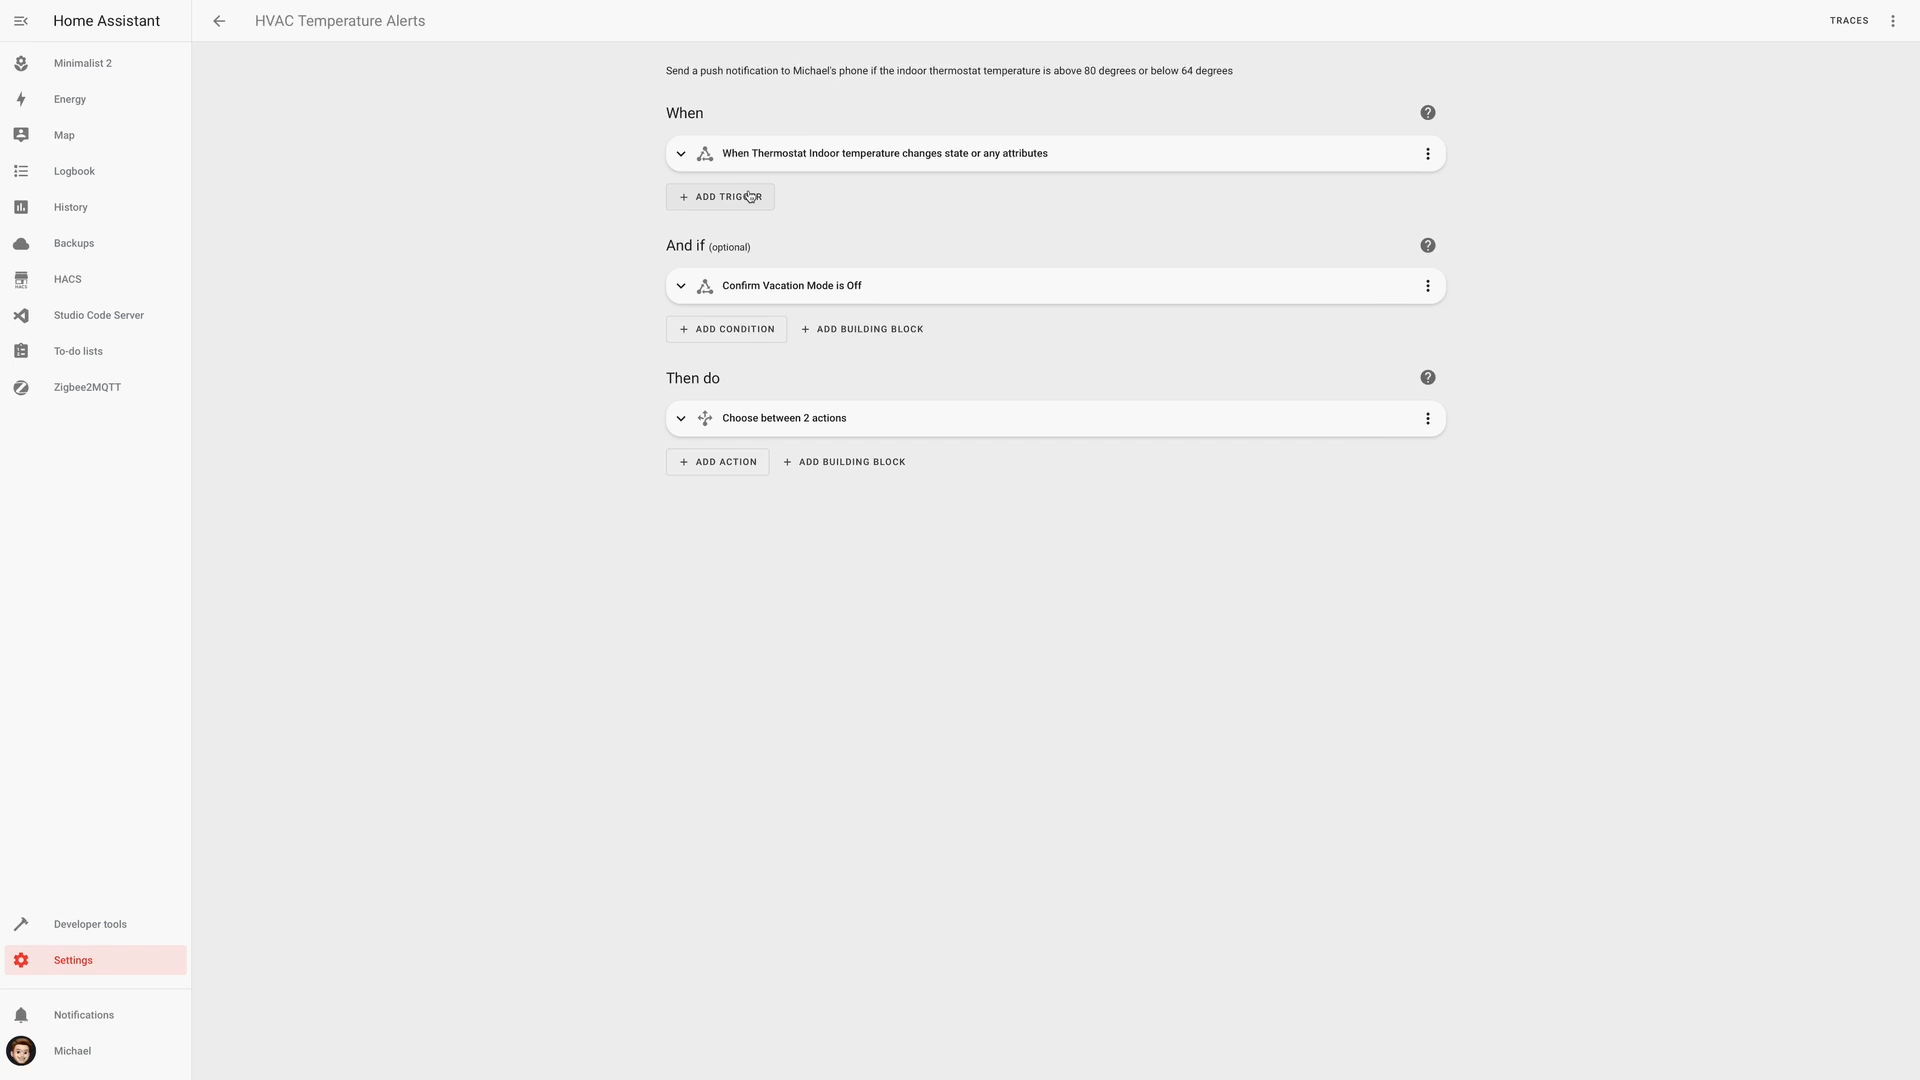 Home Assistant
HVAC Temperature Alerts
TRACES
Minimalist 2
Energy
Map
Logbook
History
Backups
HACS
HACS
Studio Code Server
To-do lists
Zigbee2MQTT
Developer tools
Settings
Notifications
Michael
Send a push notification to Michael's phone if the indoor thermostat temperature is above 80 degrees or below 64 degrees
When
When Thermostat Indoor temperature changes state or any attributes
ADD TRIGGER
And if (optional)
Confirm Vacation Mode is Off
ADD CONDITION
ADD BUILDING BLOCK
Then do
Choose between 2 actions
ADD ACTION
ADD BUILDING BLOCK